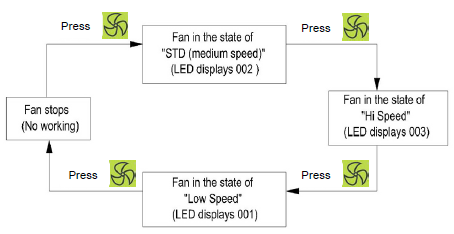 Press
Fan in the state of
"STD (medium speed)"
(LED displays 002 )
Press
Fan stops
(No working)
Fan in the state of
"Hi Speed"
(LED displays 003)
Press
Fan in the state of
"Low Speed"
(LED displays 001)
Press